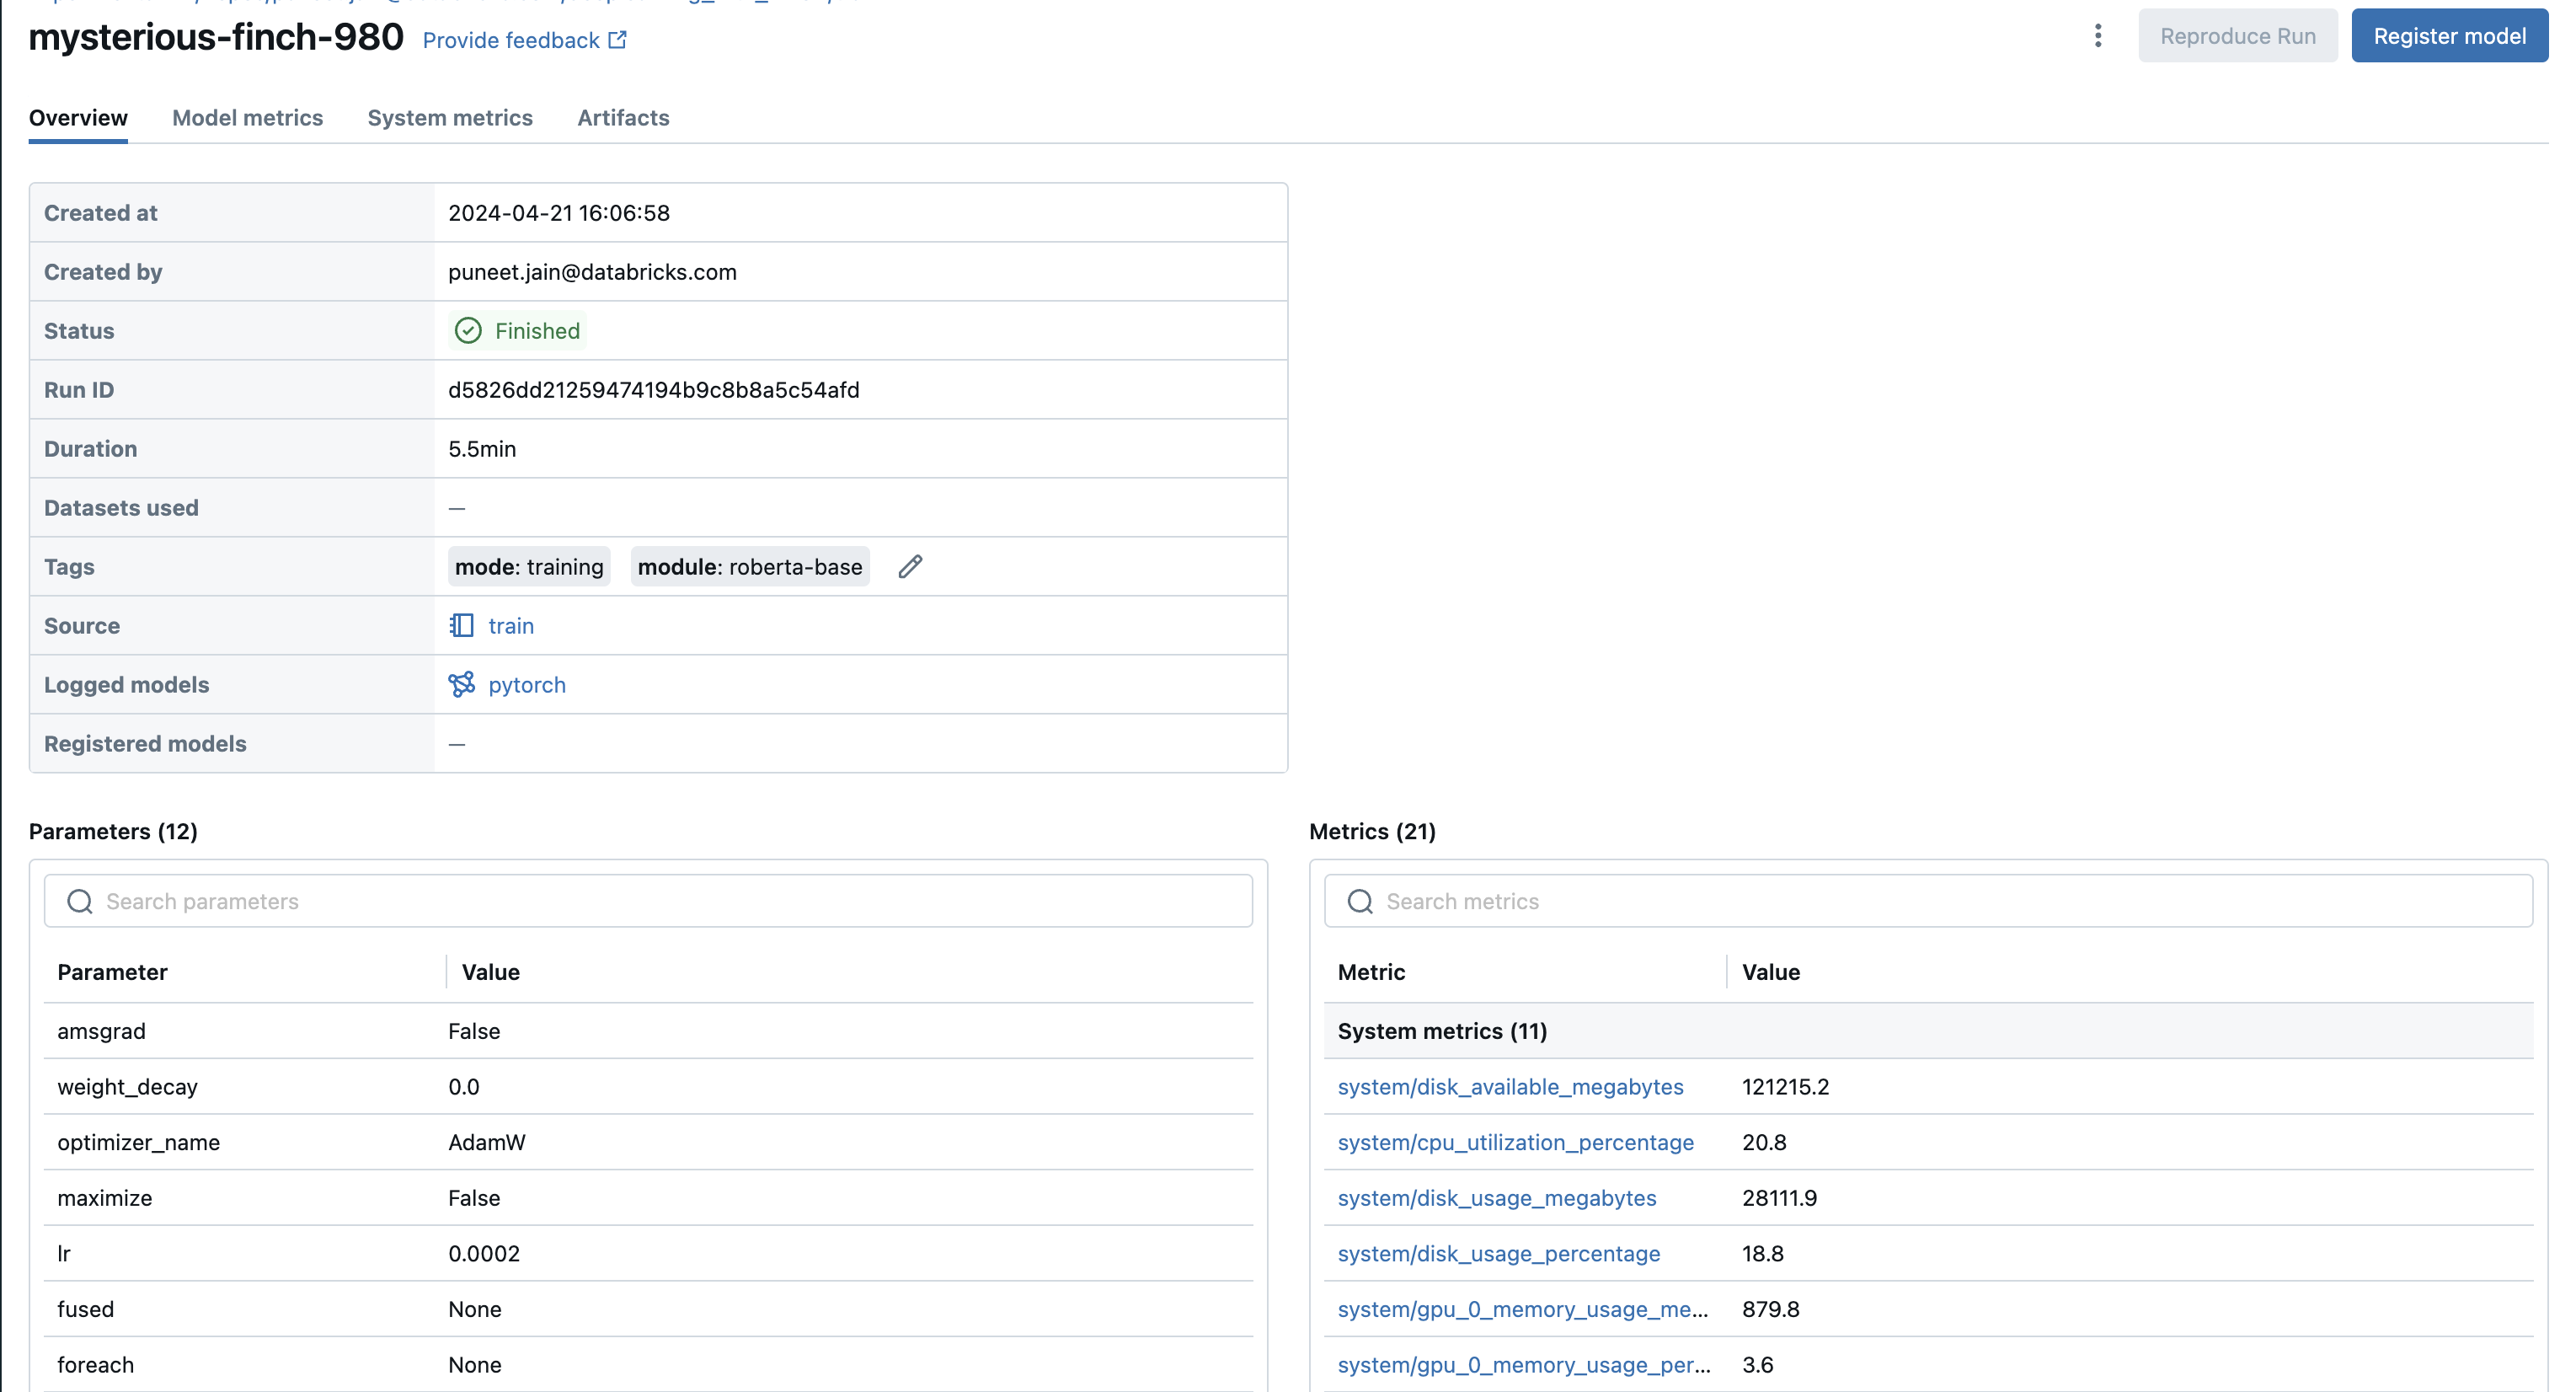 mysterious-finch-980 Provide feedback
Reproduce Run Register model
Overview Model metrics System metrics Artifacts
Created at 2024-04-21 16:06:58
Created by puneet.jain@databricks.com
Status Finished
Run ID d5826dd21259474194b9c8b8a5c54afd
Duration 5.5min
Datasets used —
Tags mode: training module: roberta-base
Source train
Logged models pytorch
Registered models —
Parameters (12)
Search parameters
Parameter Value
amsgrad False
weight_decay 0.0
optimizer_name AdamW
maximize False
lr 0.0002
fused None
foreach None
Metrics (21)
Search metrics
Metric Value
System metrics (11)
system/disk_available_megabytes 121215.2
system/cpu_utilization_percentage 20.8
system/disk_usage_megabytes 28111.9
system/disk_usage_percentage 18.8
system/gpu_0_memory_usage_me... 879.8
system/gpu_0_memory_usage_per... 3.6